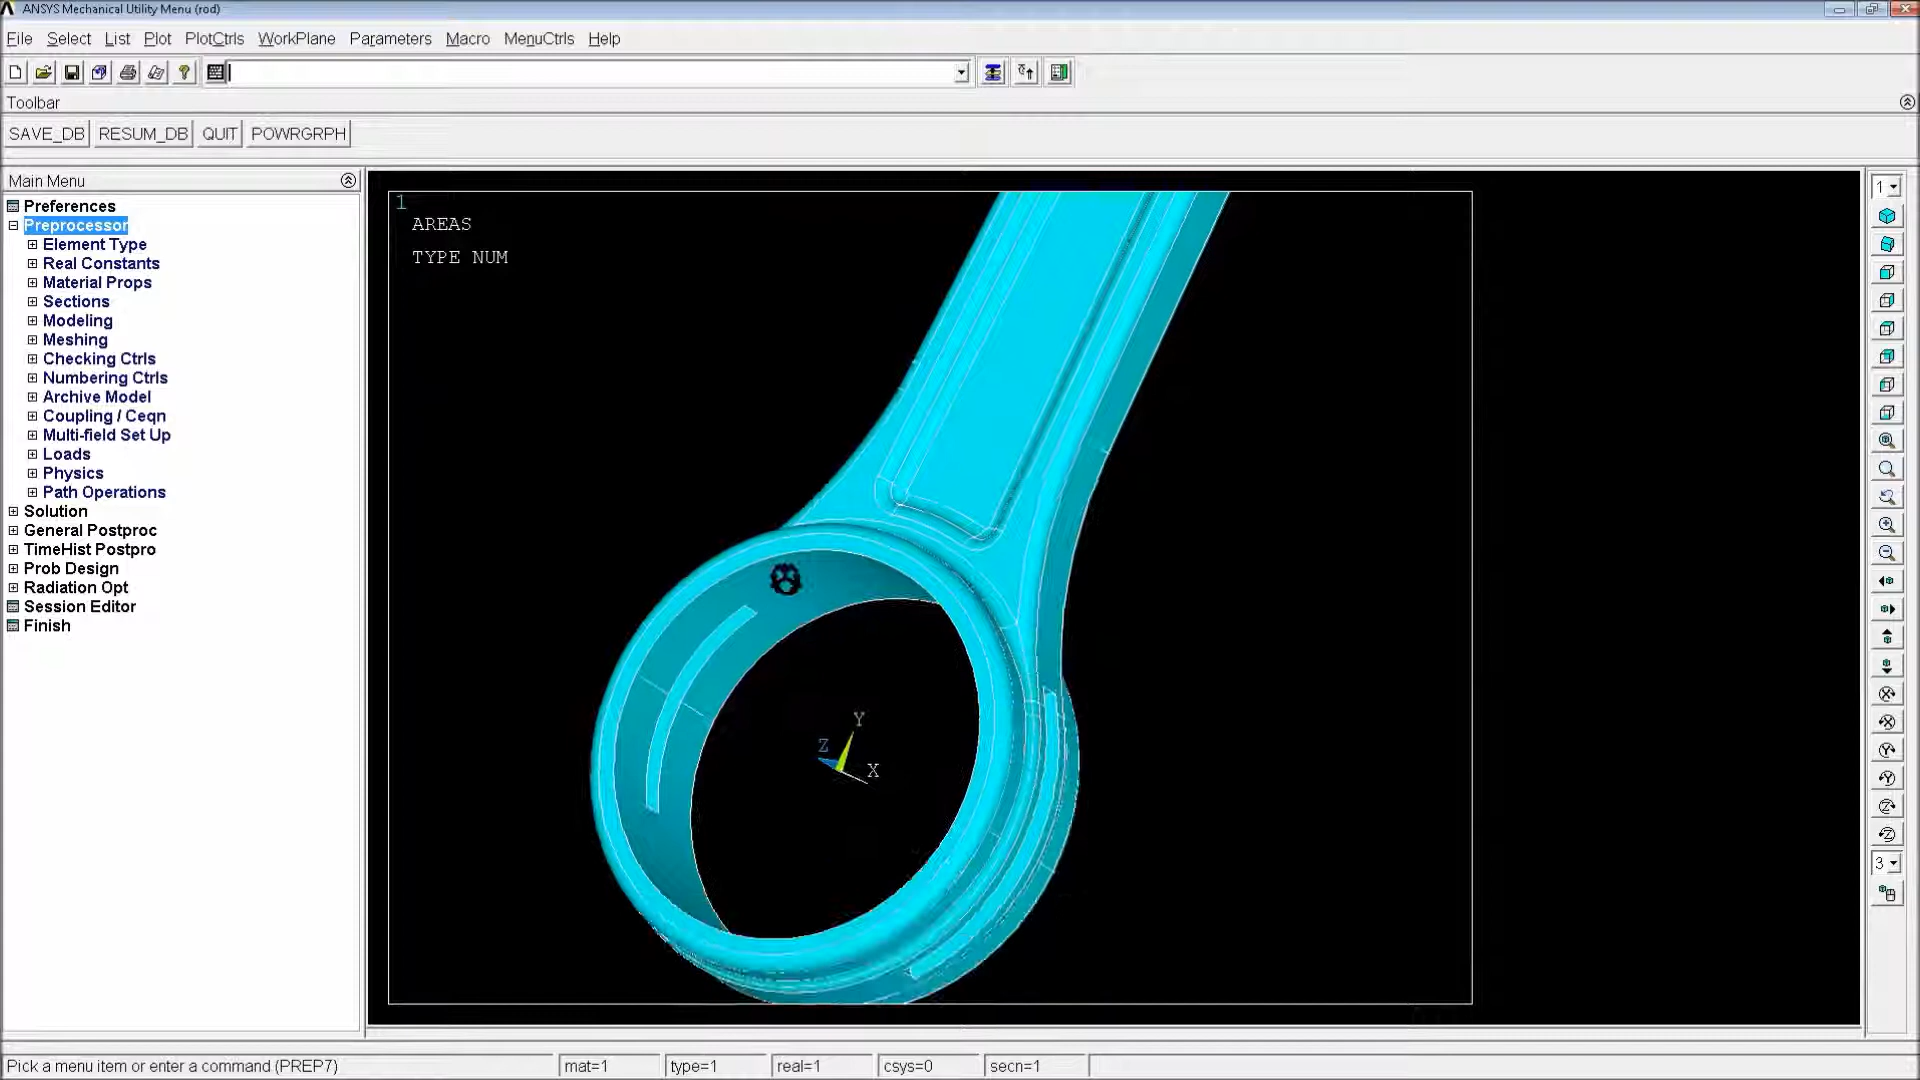 ANSYS Mechanical Utility Menu (rod)
File Select List Plot PlotCtrls WorkPlane Parameters Macro MenuCtrls Help
Toolbar
SAVE_DB RESUM_DB QUIT POWRGRPH
Main Menu
Preferences
Preprocessor
Element Type
Real Constants
Material Props
Sections
Modeling
Meshing
Checking Ctrls
Numbering Ctrls
Archive Model
Coupling / Ceqn
Multi-field Set Up
Loads
Physics
Path Operations
Solution
General Postproc
TimeHist Postpro
Prob Design
Radiation Opt
Session Editor
Finish
1
AREAS
TYPE NUM
Y
Z
X
1
3
Pick a menu item or enter a command (PREP7) mat=1 type=1 real=1 csys=0 secn=1